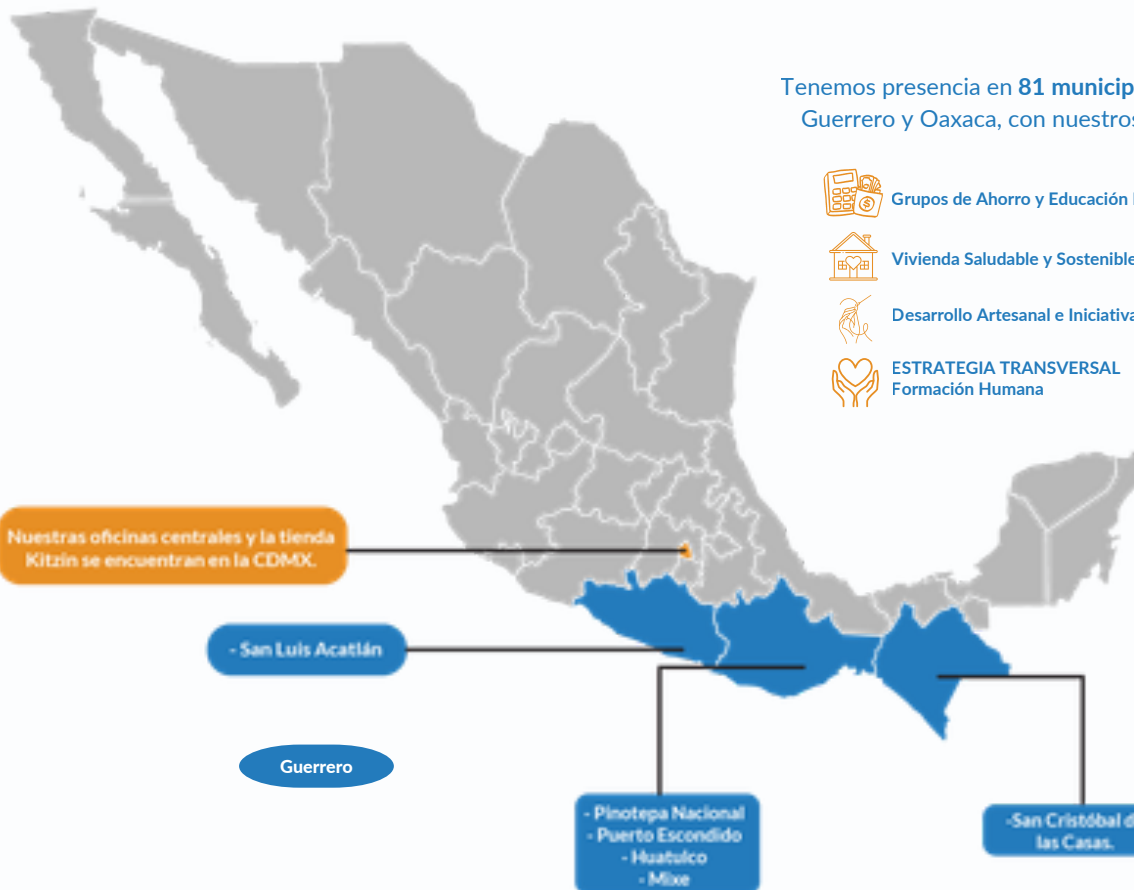 Tenemos presencia en 81 municip
Guerrero y Oaxaca, con nuestros
Grupos de Ahorro y Educación
Vivienda Saludable y Sostenible
Desarrollo Artesanal e Iniciativa
ESTRATEGIA TRANSVERSAL
Formación Humana
Nuestras oficinas centrales y la tienda
Kitzin se encuentran en la CDMX.
- San Luis Acatlán
Guerrero
- Pinotepa Nacional
- Puerto Escondido
- Huatulco
- Mixe
-San Cristóbal d
las Casas.